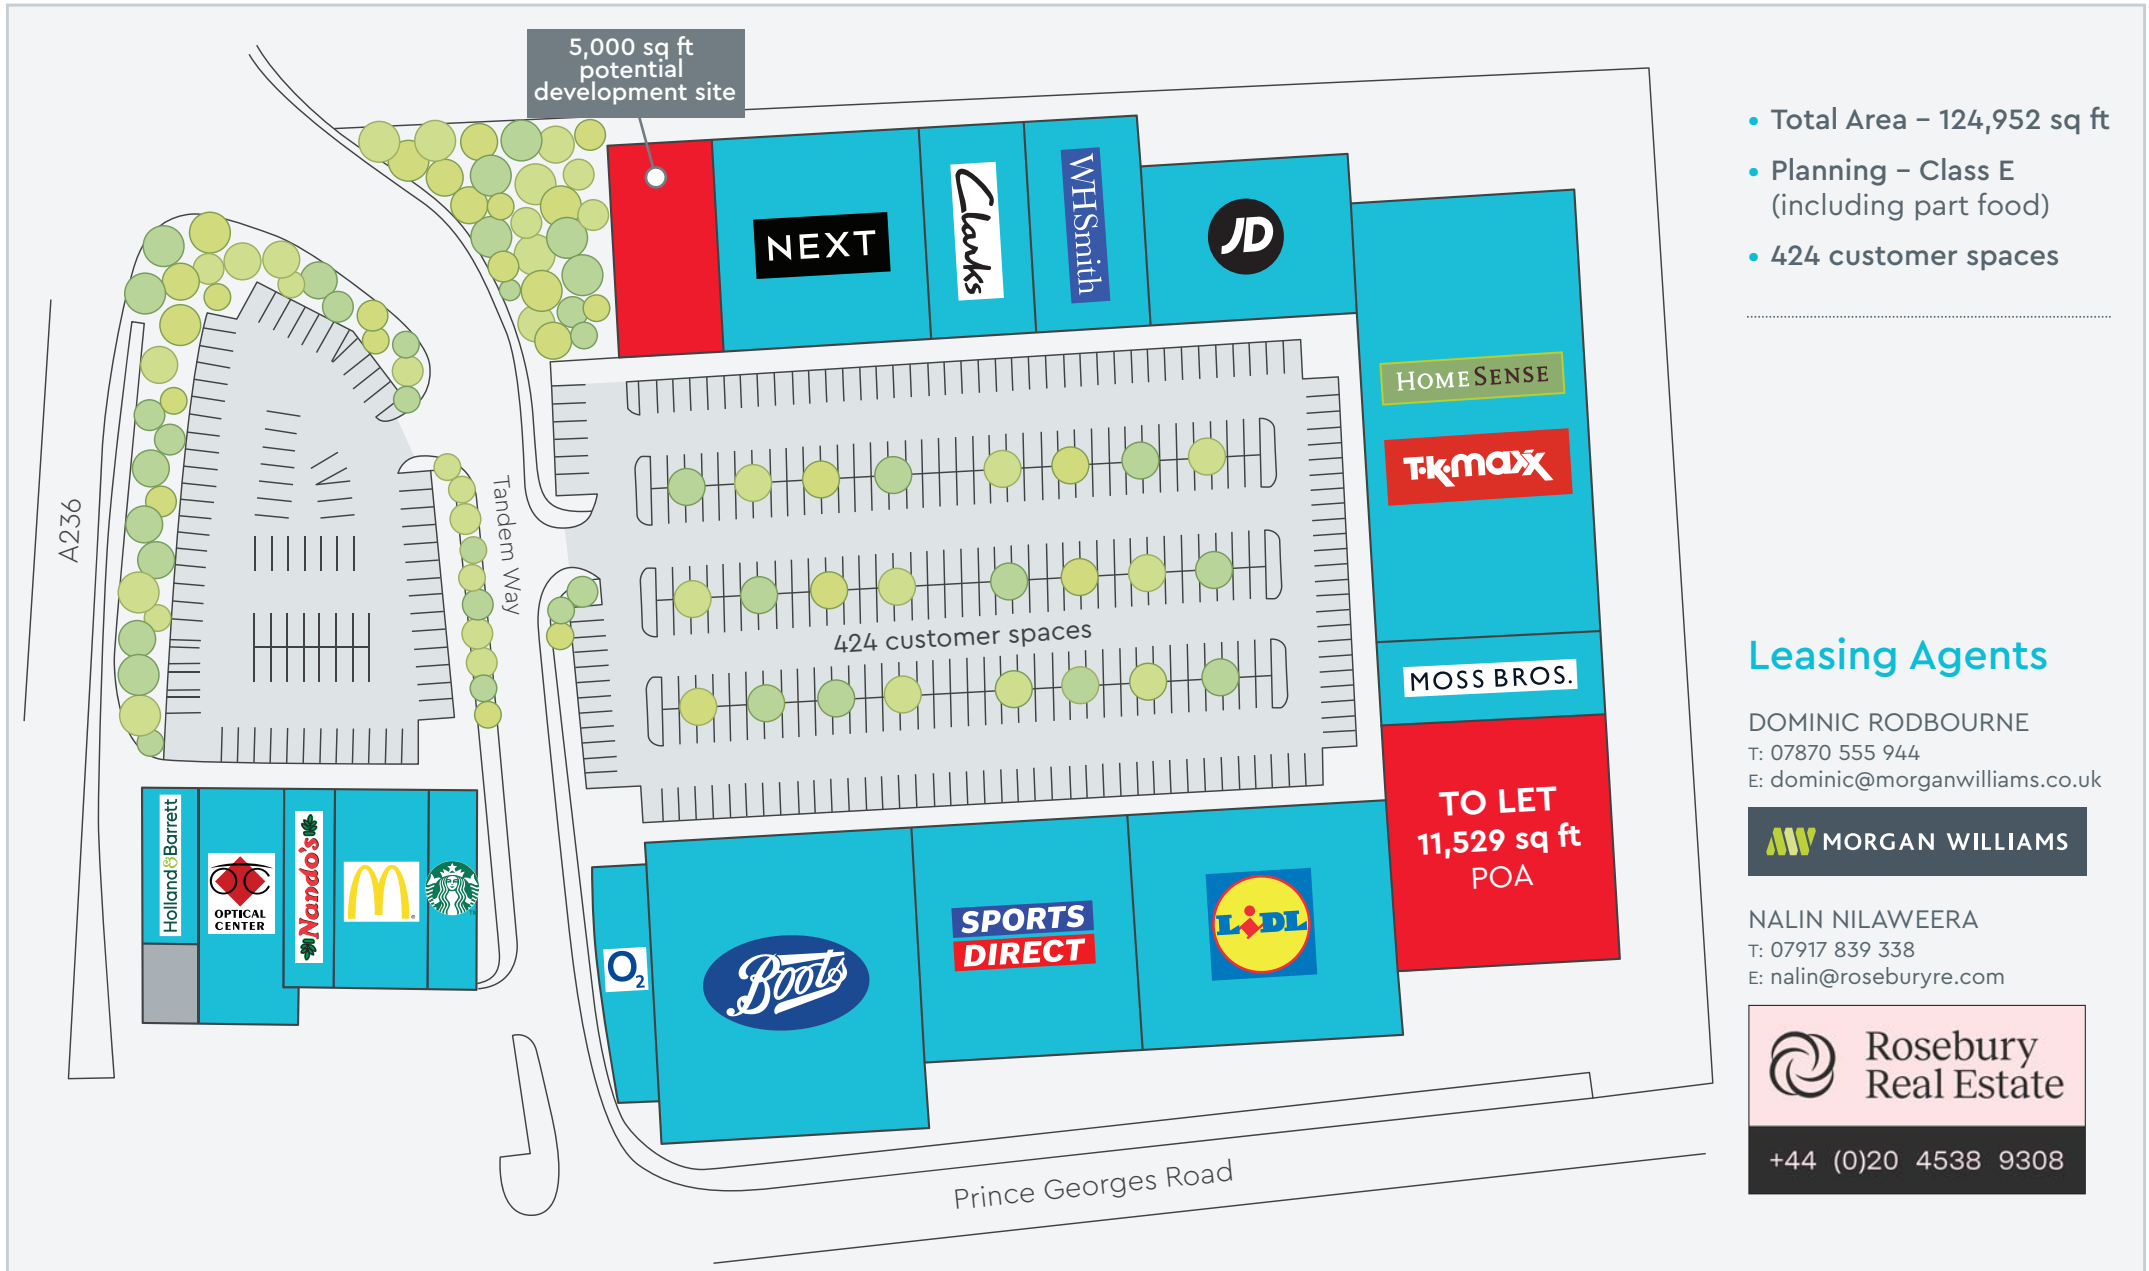 5,000 sq ft
potential
development site
NEXT
Clarks
WHSmith
JD
HOMESENSE
T·K·maxx
MOSS BROS.
TO LET
11,529 sq ft
POA
424 customer spaces
A236
Tandem Way
Holland&Barrett
OC
OPTICAL
CENTER
Nando's
M
O2
Boots
SPORTS
DIRECT
LiDL
Prince Georges Road
• Total Area – 124,952 sq ft
• Planning – Class E
(including part food)
• 424 customer spaces
Leasing Agents
DOMINIC RODBOURNE
T: 07870 555 944
E: dominic@morganwilliams.co.uk
MORGAN WILLIAMS
NALIN NILAWEERA
T: 07917 839 338
E: nalin@roseburyre.com
Rosebury
Real Estate
+44 (0)20 4538 9308